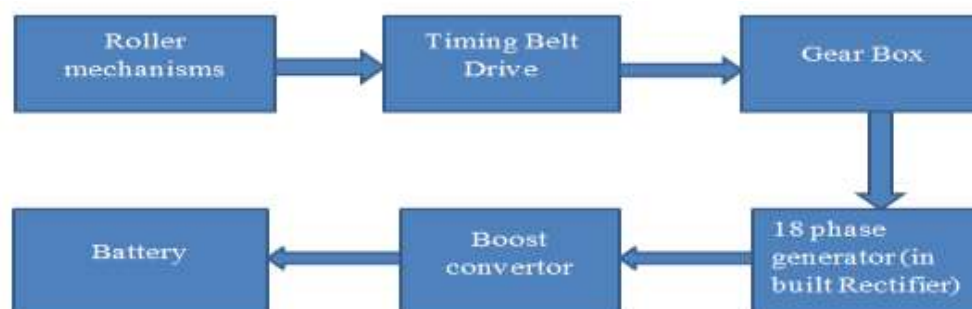 Roller
mechanisms
Timing Belt
Drive
Gear Box
18 phase
generator(in
built Rectifier)
Boost
convertor
Battery